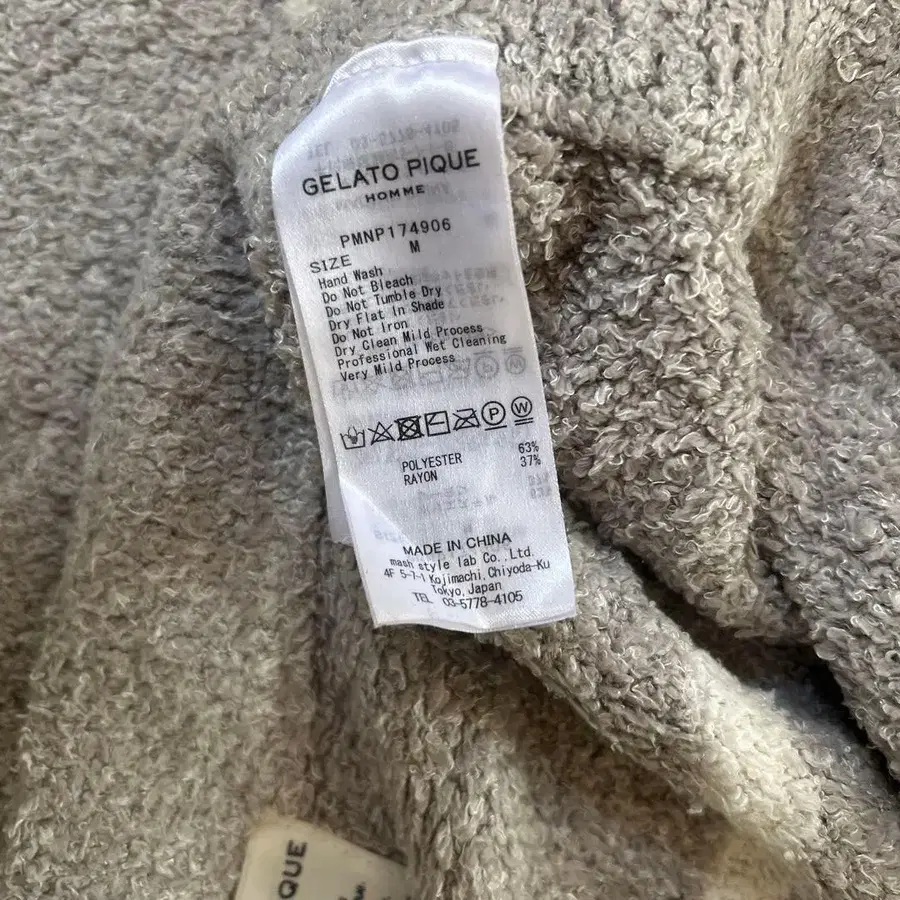 GELATO PIQUE
HOMME
PMNP174906
SIZE M
Hand Wash
Do Not Bleach
Do Not Tumble Dry
Dry Flat In Shade
Do Not Iron
Dry Clean Mild Process
Professional Wet Cleaning
Very Mild Process
P W
POLYESTER 63%
RAYON 37%
MADE IN CHINA
mash style lab Co.,Ltd.
4F 5-7-1 Kojimachi,Chiyoda-Ku
Tokyo,Japan
TEL 03-5778-4105
QUE